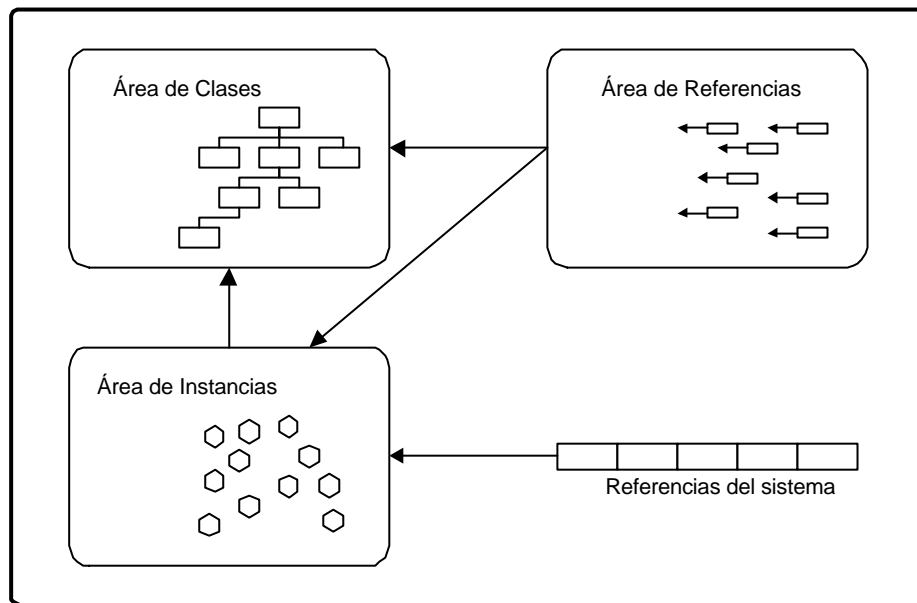 Área de Clases
Área de Referencias
Área de Instancias
Referencias del sistema